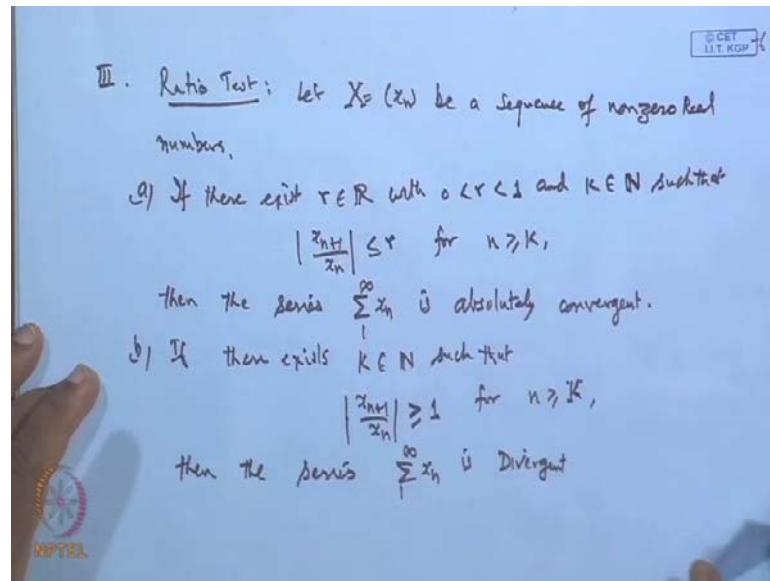 © CET
I.I.T. KGP
III. Ratio Test: Let X = (xn) be a sequence of nonzero Real
numbers,
a) If there exist r ∈ R with 0 < r < 1 and K ∈ N such that
|xn+1/xn| ≤ r for n ≥ K,
then the series ∑₁^∞ xn is absolutely convergent.
b) If there exists K ∈ N such that
|xn+1/xn| ≥ 1 for n ≥ K,
then the series ∑₁^∞ xn is Divergent
NPTEL